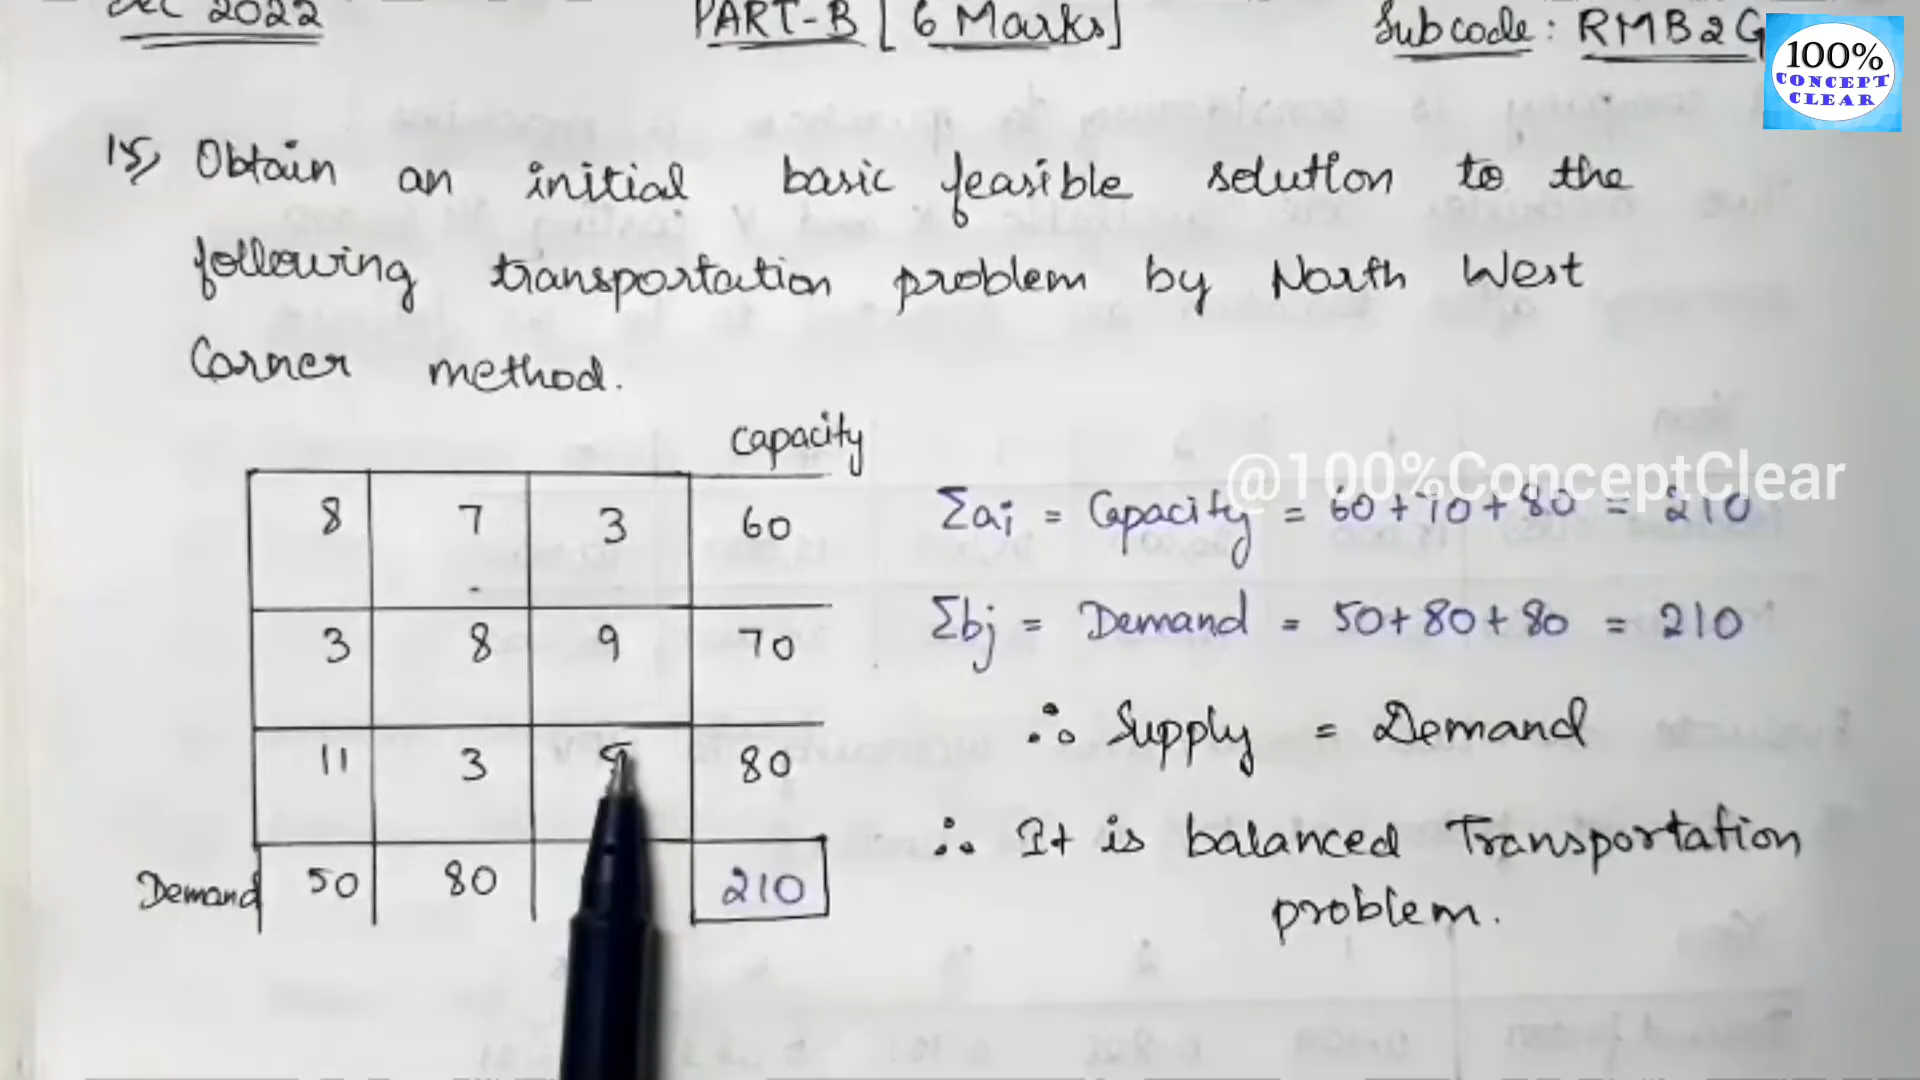 Dec 2022 PART-B [6 Marks] Sub code: RMB2G
100%
CONCEPT
CLEAR
15) Obtain an initial basic feasible solution to the
following transportation problem by North West
Corner method.
capacity
@100%ConceptClear
8 7 3 60
3 8 9 70
11 3 80
Demand 50 80 210
Σai = Capacity = 60+70+80 = 210
Σbj = Demand = 50+80+80 = 210
∴ Supply = Demand
∴ It is balanced Transportation
problem.